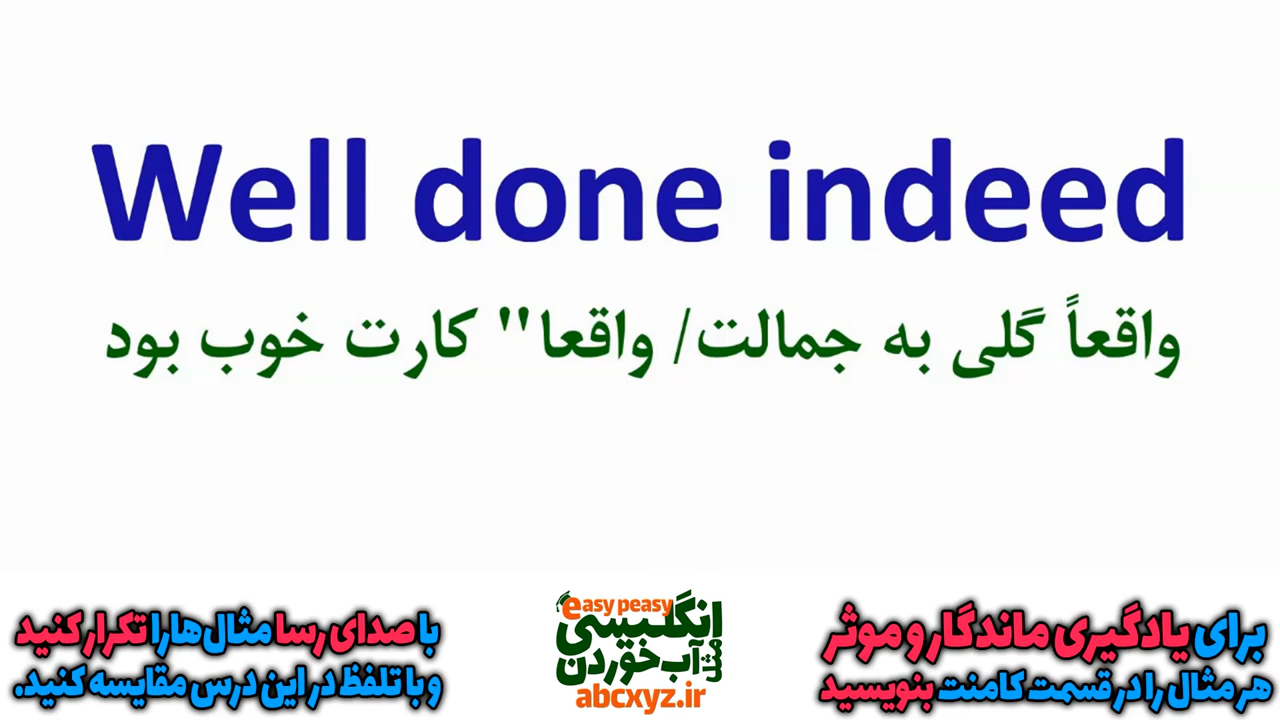 Well done indeed
واقعاً گلی به جمالت/ واقعا" کارت خوب بود
برای یادگیری ماندگار و موثر
هر مثال را در قسمت کامنت بنویسید
easy peasy
انگلیسی
مثل آب خوردن
abcxyz.ir
با صدای رسا مثال‌ها را تکرار کنید
و با تلفظ در این درس مقایسه کنید.